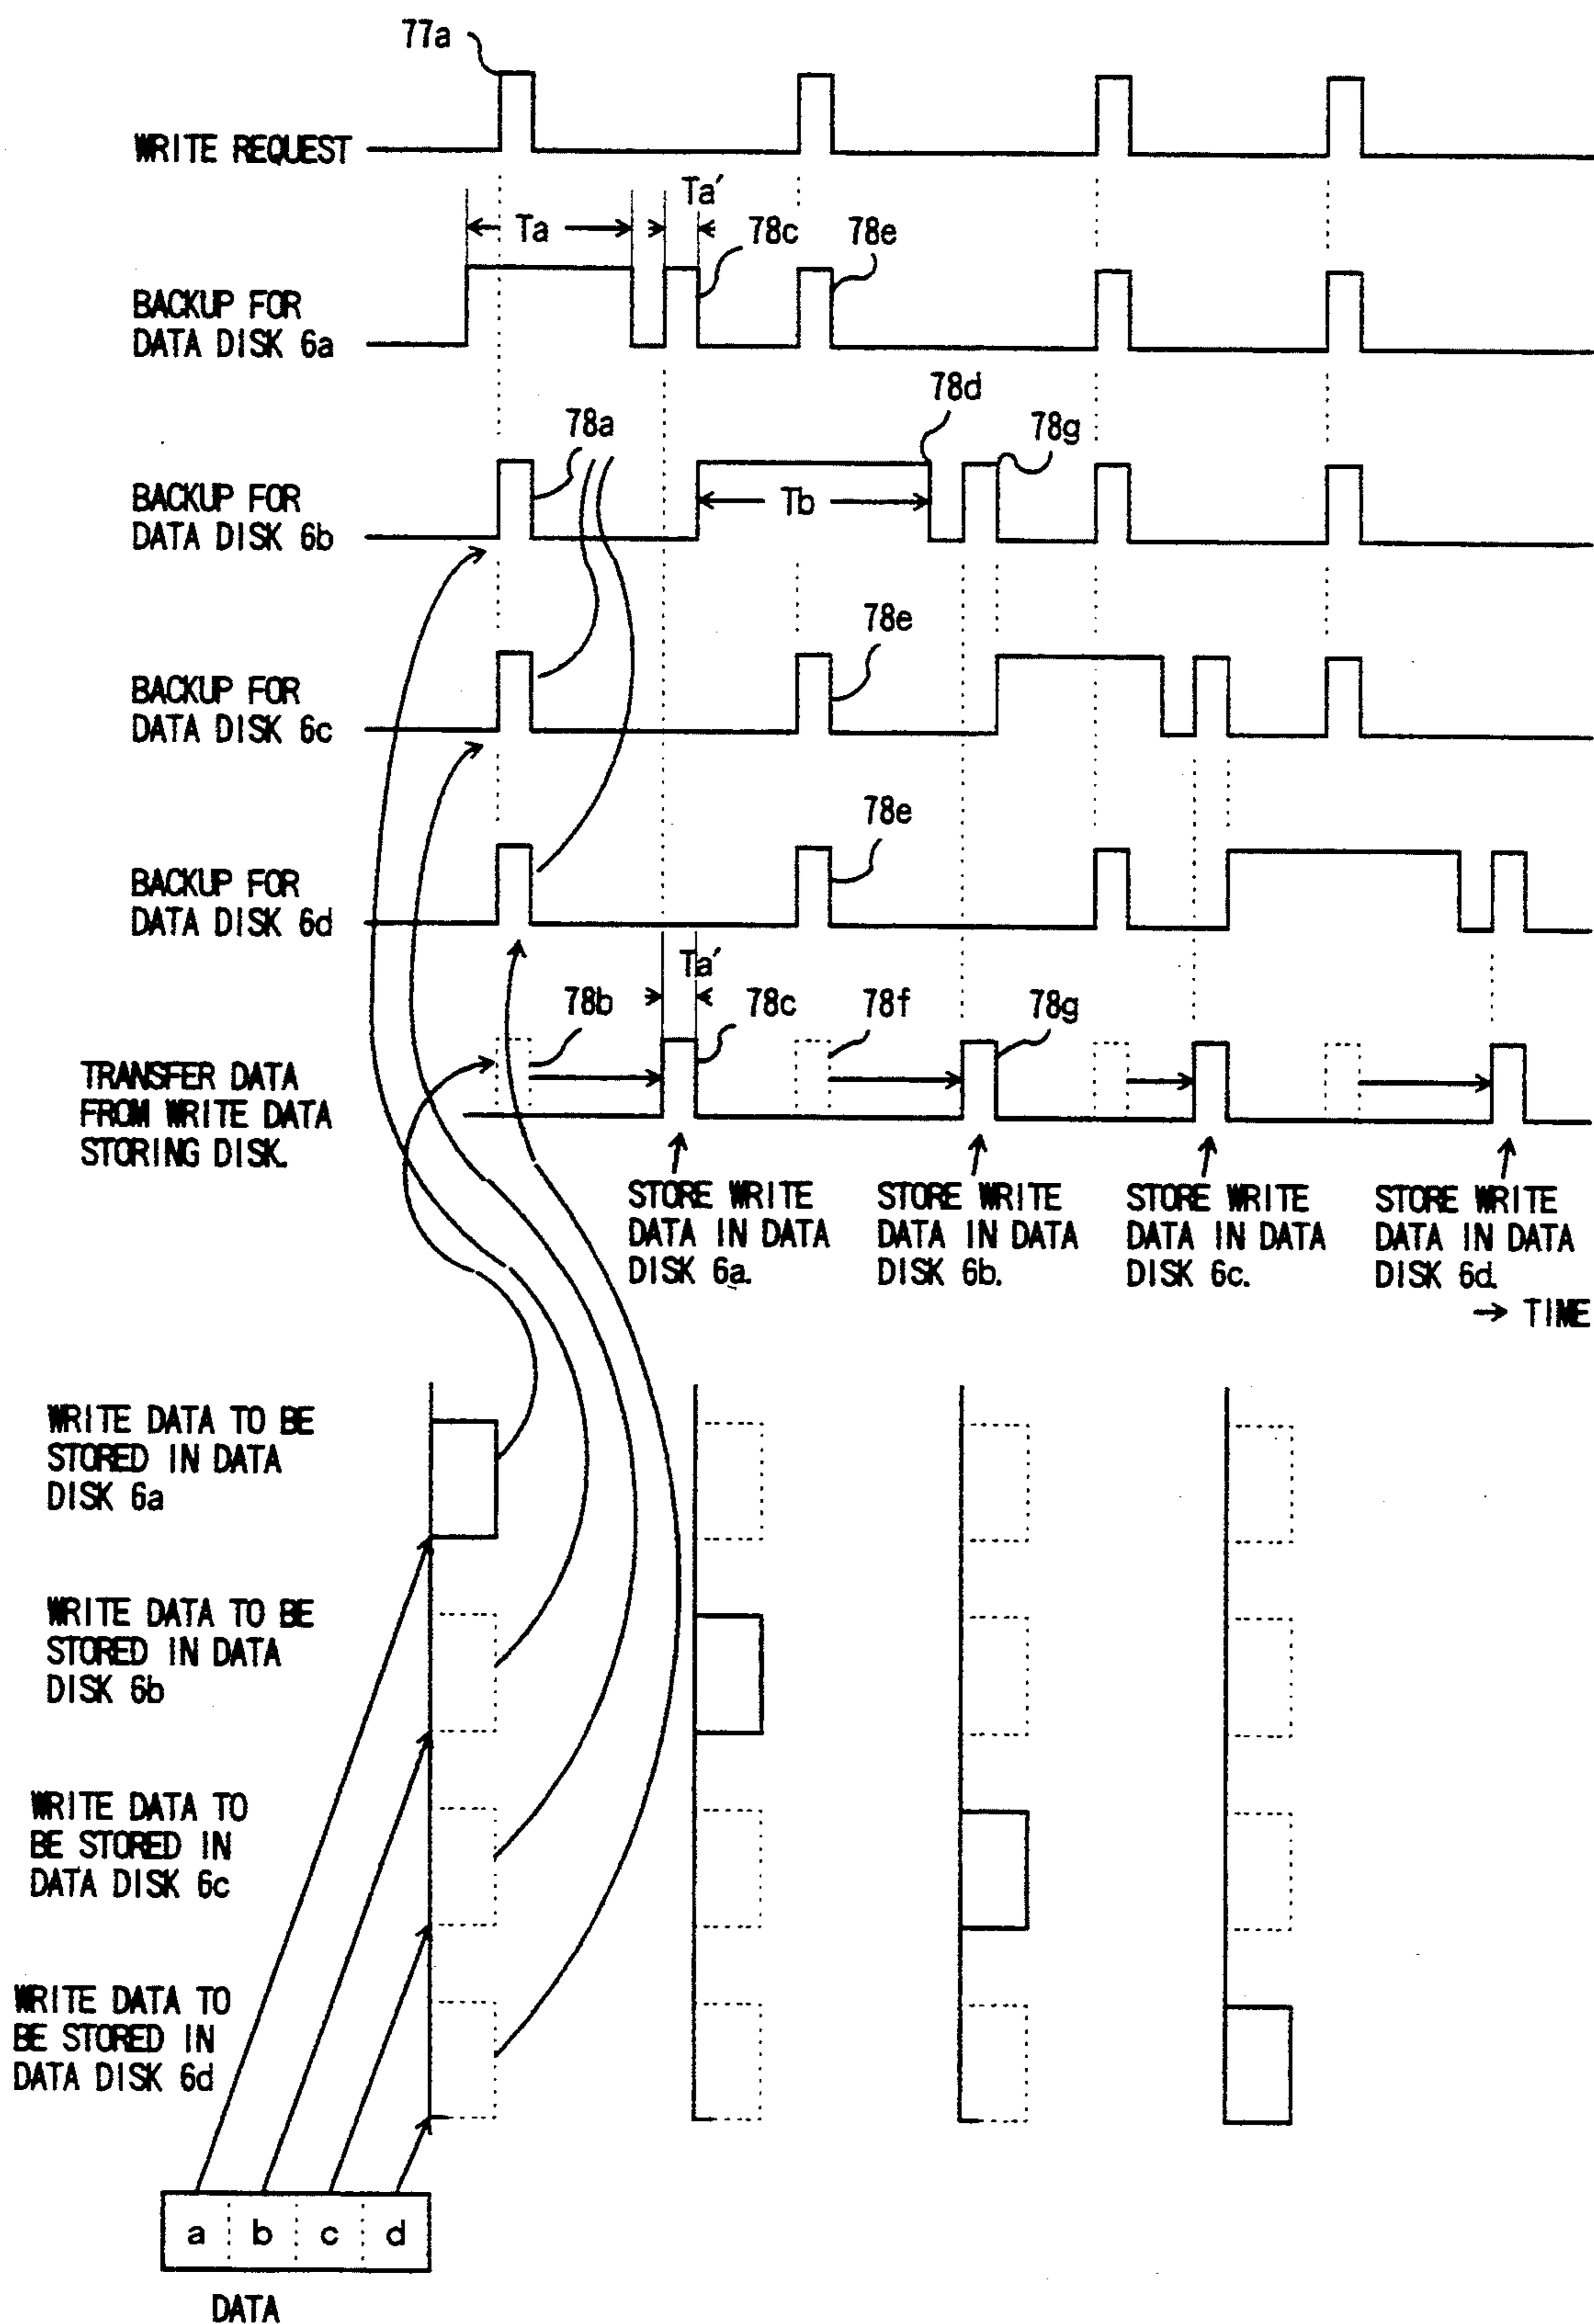 77a
WRITE REQUEST
Ta'
Ta
78c
78e
BACKUP FOR
DATA DISK 6a
78d
78a
78g
BACKUP FOR
DATA DISK 6b
Tb
78e
BACKUP FOR
DATA DISK 6c
78e
BACKUP FOR
DATA DISK 6d
Ta'
78b
78c
78f
78g
TRANSFER DATA
FROM WRITE DATA
STORING DISK.
STORE WRITE
DATA IN DATA
DISK 6a.
STORE WRITE
DATA IN DATA
DISK 6b.
STORE WRITE
DATA IN DATA
DISK 6c.
STORE WRITE
DATA IN DATA
DISK 6d.
→ TIME
WRITE DATA TO BE
STORED IN DATA
DISK 6a
WRITE DATA TO BE
STORED IN DATA
DISK 6b
WRITE DATA TO
BE STORED IN
DATA DISK 6c
WRITE DATA TO
BE STORED IN
DATA DISK 6d
a b c d
DATA